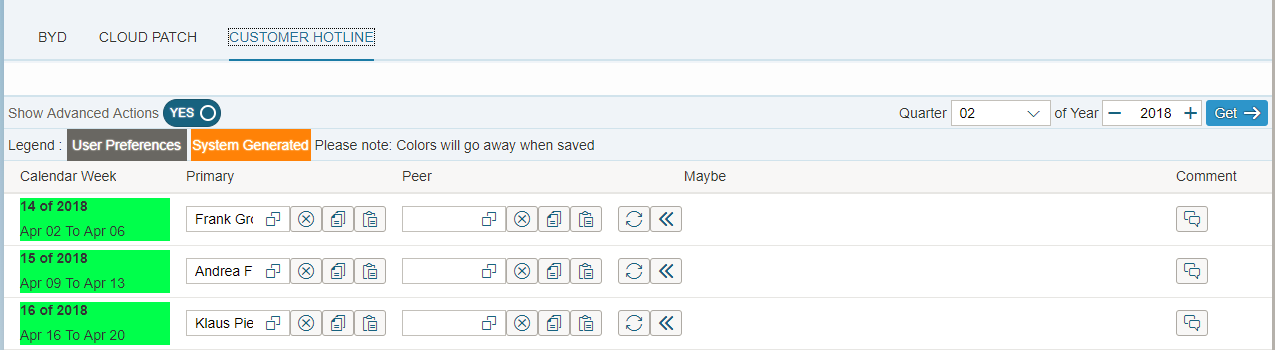 BYD CLOUD PATCH CUSTOMER HOTLINE
Show Advanced Actions YES Quarter 02 of Year 2018 Get
Legend : User Preferences System Generated Please note: Colors will go away when saved
Calendar Week Primary Peer Maybe Comment
14 of 2018
Apr 02 To Apr 06
Frank Gro
15 of 2018
Apr 09 To Apr 13
Andrea F
16 of 2018
Apr 16 To Apr 20
Klaus Pie